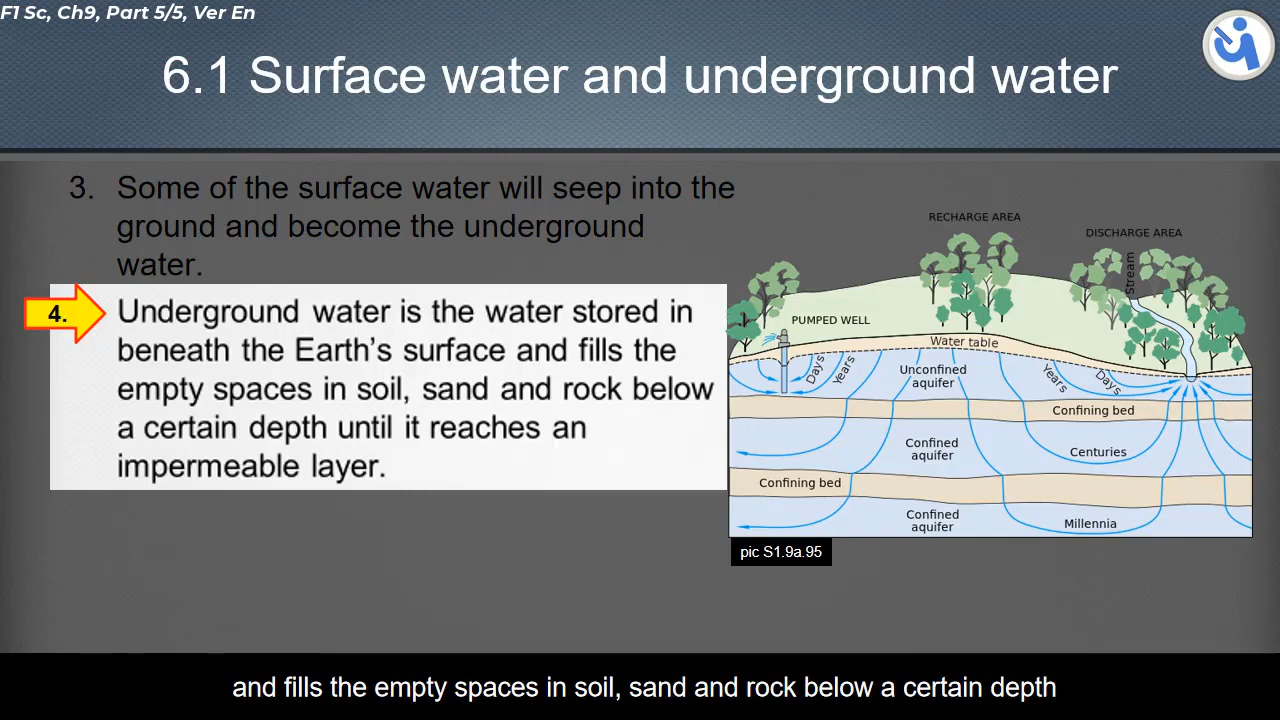 F1 Sc, Ch9, Part 5/5, Ver En
6.1 Surface water and underground water
3. Some of the surface water will seep into the
ground and become the underground
water.
4. Underground water is the water stored in
beneath the Earth's surface and fills the
empty spaces in soil, sand and rock below
a certain depth until it reaches an
impermeable layer.
RECHARGE AREA
DISCHARGE AREA
Stream
PUMPED WELL
Water table
Days
Years
Unconfined
aquifer
Years
Days
Confining bed
Confined
aquifer
Centuries
Confining bed
Confined
aquifer
Millennia
pic S1.9a.95
and fills the empty spaces in soil, sand and rock below a certain depth